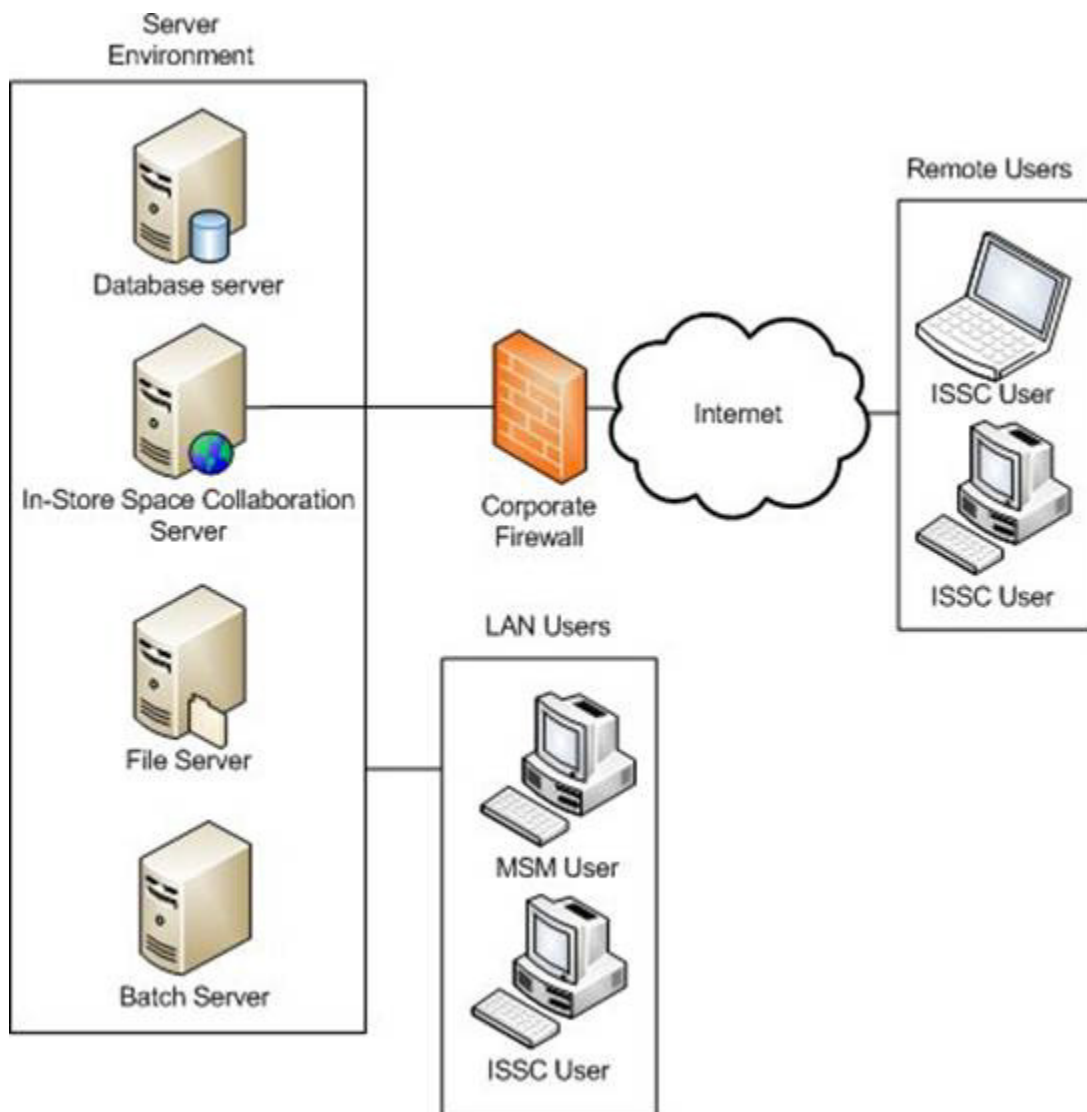 Server
Environment
Database server
In-Store Space Collaboration
Server
File Server
Batch Server
Corporate
Firewall
Internet
Remote Users
ISSC User
ISSC User
LAN Users
MSM User
ISSC User